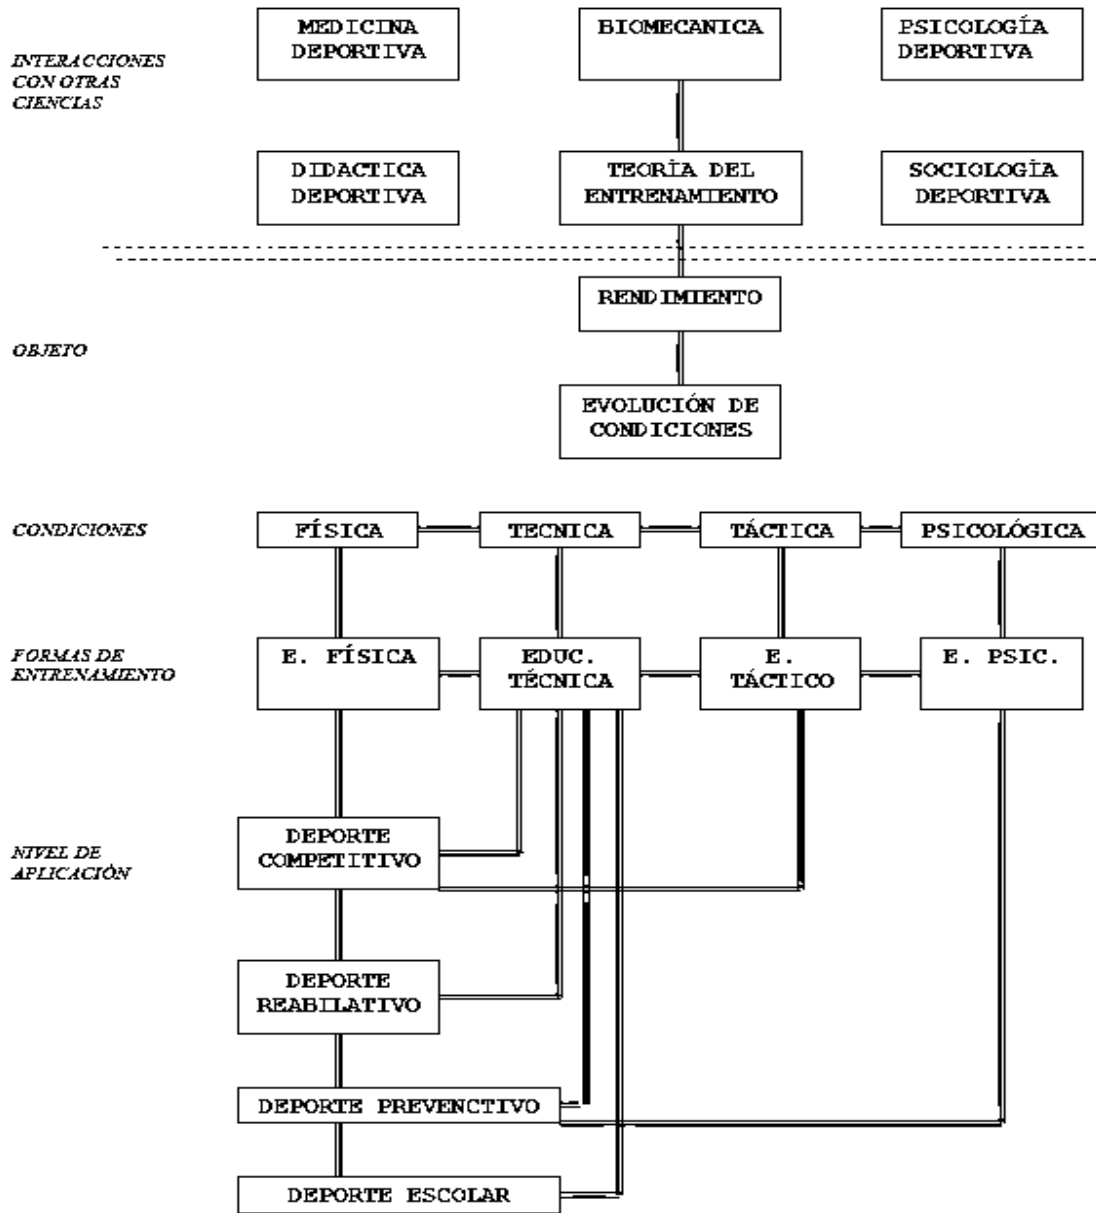 MEDICINA
DEPORTIVA
BIOMECANICA
PSICOLOGÍA
DEPORTIVA
INTERACCIONES
CON OTRAS
CIENCIAS
DIDACTICA
DEPORTIVA
TEORÌA DEL
ENTRENAMIENTO
SOCIOLOGÌA
DEPORTIVA
RENDIMIENTO
OBJETO
EVOLUCIÓN DE
CONDICIONES
CONDICIONES
FÍSICA
TECNICA
TÁCTICA
PSICOLÓGICA
FORMAS DE
ENTRENAMIENTO
E. FÍSICA
EDUC.
TÉCNICA
E.
TÁCTICO
E. PSIC.
NIVEL DE
APLICACIÓN
DEPORTE
COMPETITIVO
DEPORTE
REABILATIVO
DEPORTE PREVENCTIVO
DEPORTE ESCOLAR